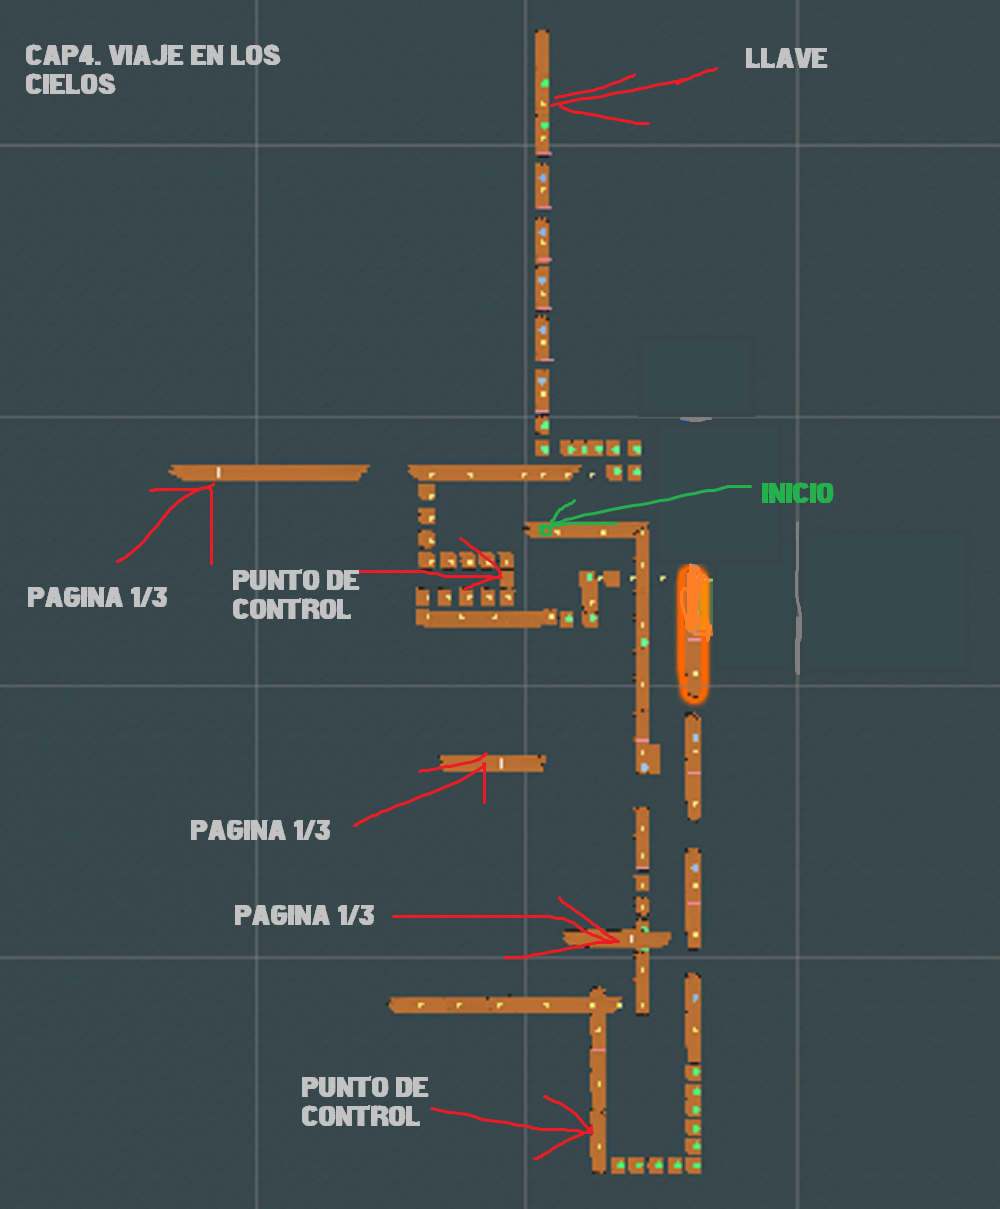 CAP4. VIAJE EN LOS
CIELOS
LLAVE
INICIO
PAGINA 1/3
PUNTO DE
CONTROL
PAGINA 1/3
PAGINA 1/3
PUNTO DE
CONTROL